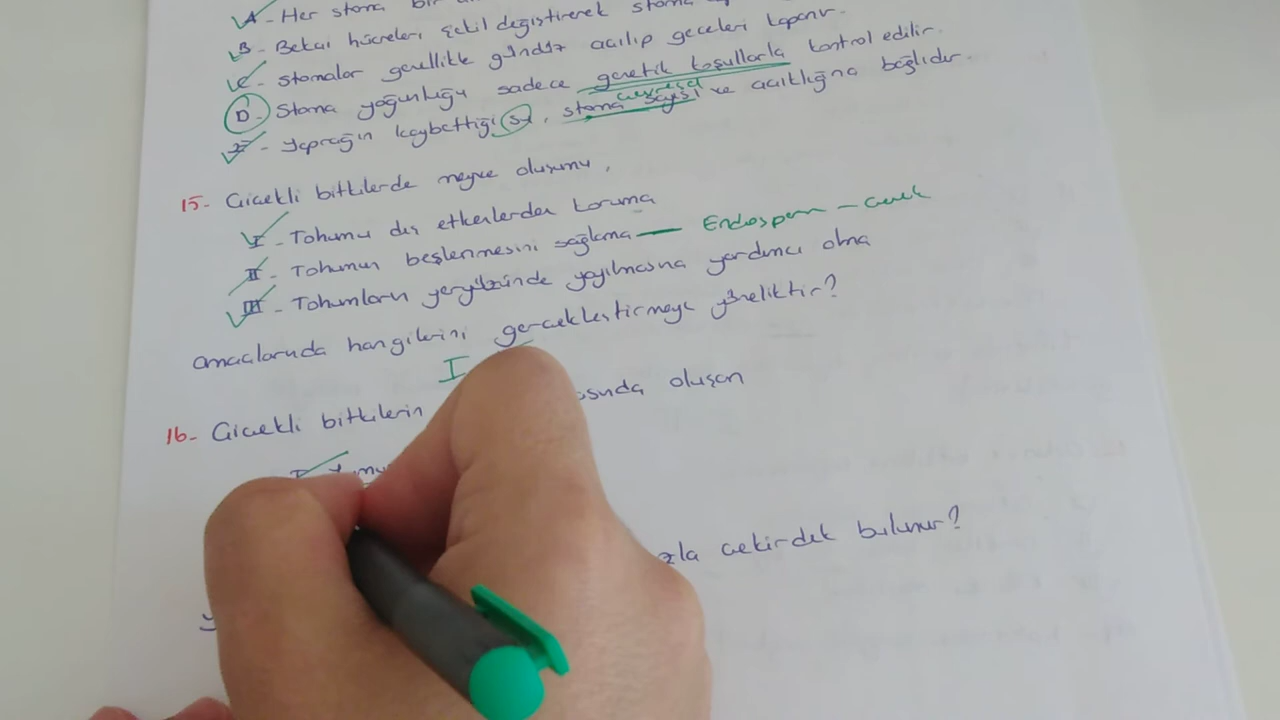 A- Her stoma bir
B- Bekçi hücreleri şekil değiştirerek stoma
C- Stomalar genellikle gündüz açılıp geceleri kapanır.
D- Stoma yoğunluğu sadece genetik koşullarla kontrol edilir.
çevresel
E- Yaprağın kaybettiği su, stoma sayısı ve açıklığına bağlıdır.
15- Çiçekli bitkilerde meyve oluşumu,
I- Tohumu dış etkenlerden koruma
II- Tohumun beslenmesini sağlama — Endosperm - Çenek
III- Tohumların yeryüzünde yayılmasına yardımcı olma
amaçlarında hangilerini gerçekleştirmeye yöneliktir?
I
16- Çiçekli bitkilerin oluşan
çekirdek bulunur?